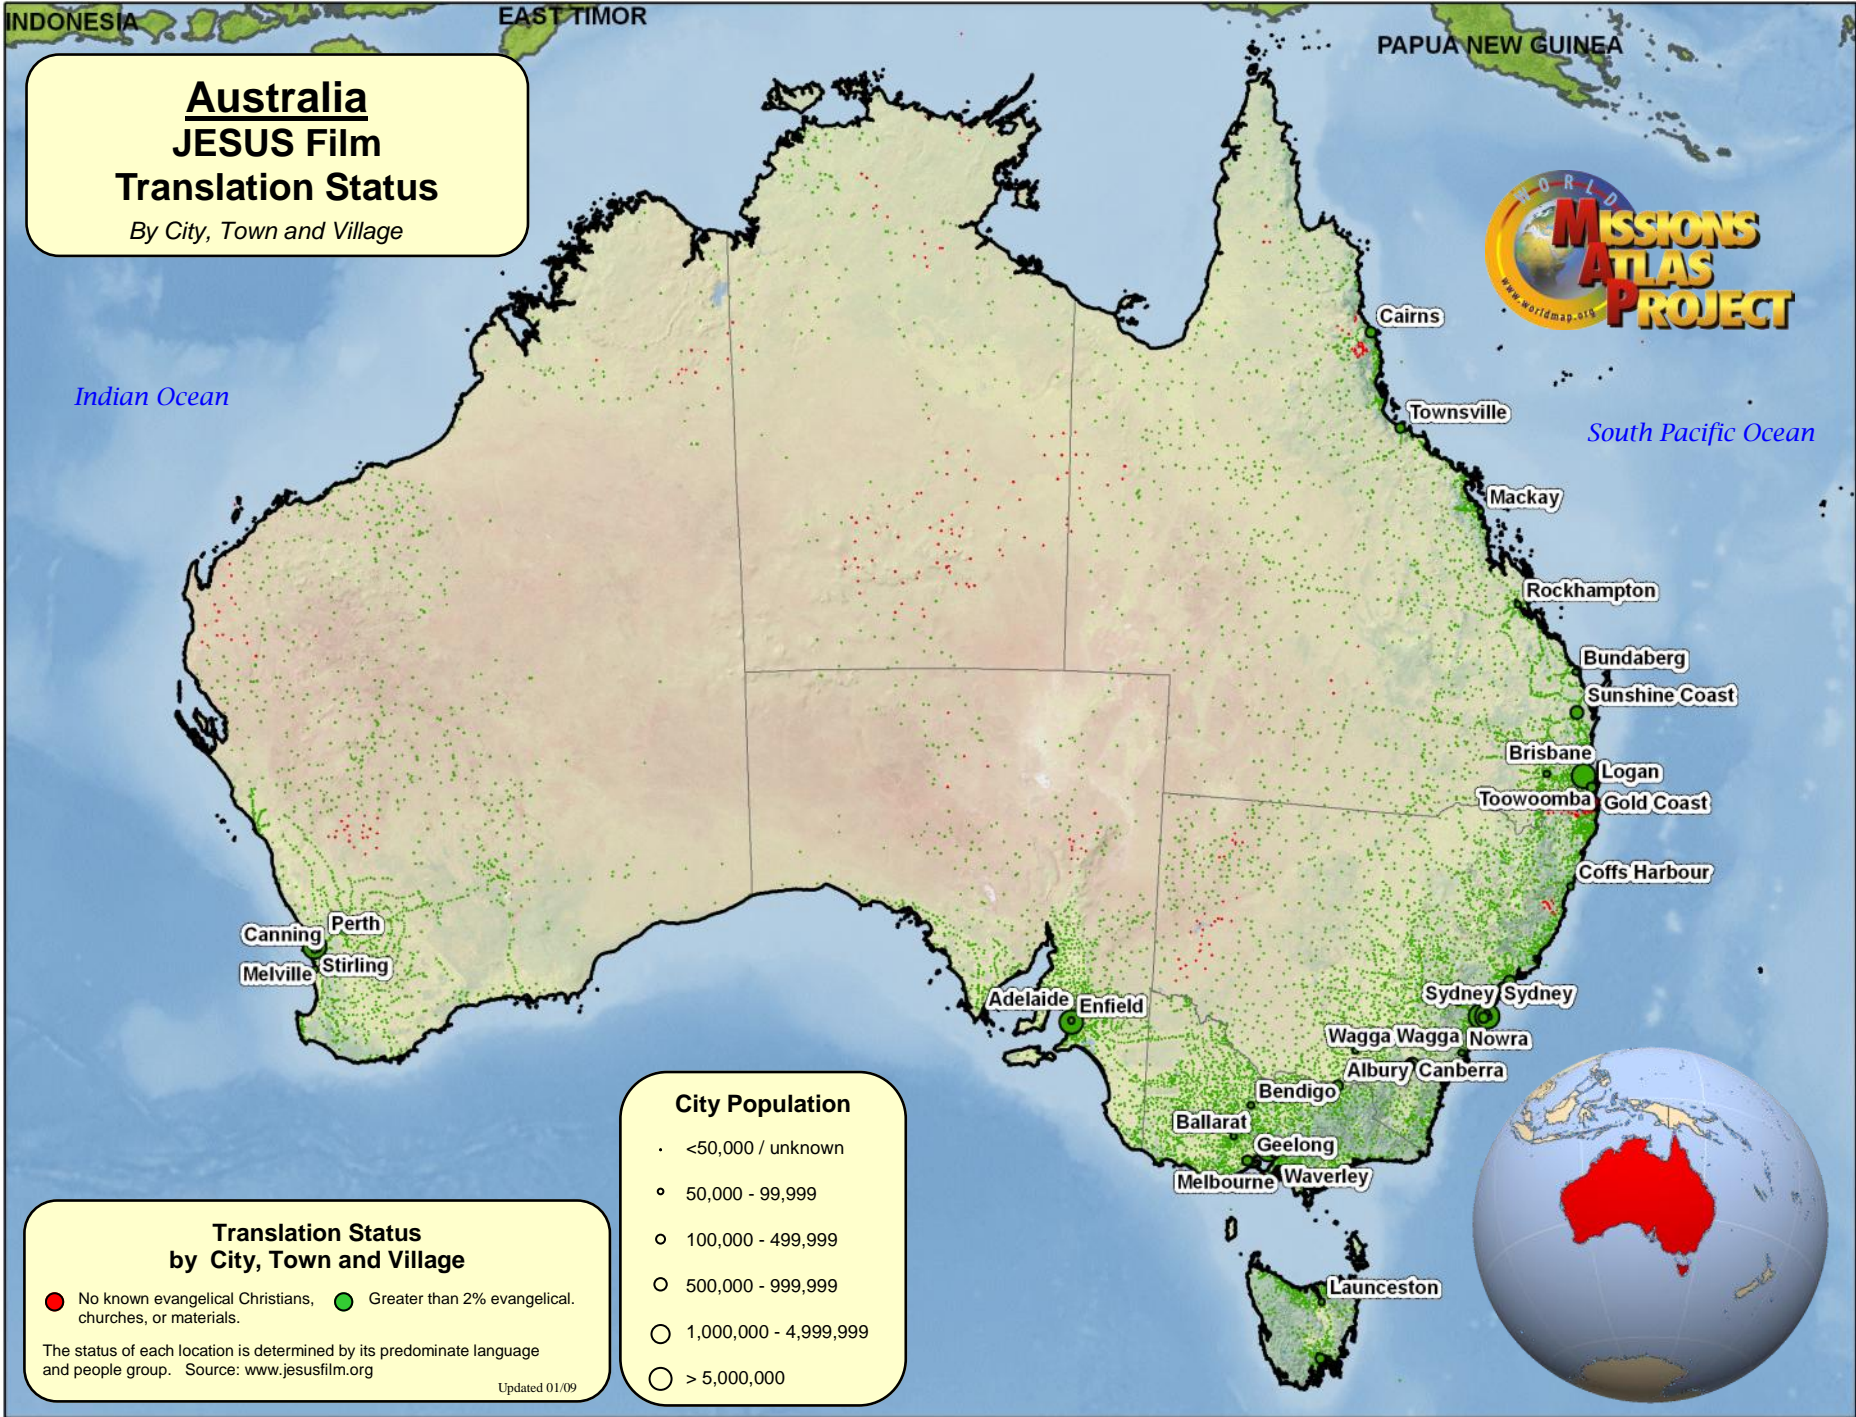 INDONESIA
EAST TIMOR
PAPUA NEW GUINEA
Australia
JESUS Film
Translation Status
By City, Town and Village
WORLD
MISSIONS
ATLAS
PROJECT
www.worldmap.org
Indian Ocean
South Pacific Ocean
Cairns
Townsville
Mackay
Rockhampton
Bundaberg
Sunshine Coast
Brisbane
Logan
Toowoomba
Gold Coast
Coffs Harbour
Perth
Canning
Stirling
Melville
Adelaide
Enfield
Sydney
Sydney
Wagga Wagga
Nowra
Albury
Canberra
Bendigo
Ballarat
Geelong
Melbourne
Waverley
Launceston
City Population
<50,000 / unknown
50,000 - 99,999
100,000 - 499,999
500,000 - 999,999
1,000,000 - 4,999,999
> 5,000,000
Translation Status
by City, Town and Village
No known evangelical Christians,
churches, or materials.
Greater than 2% evangelical.
The status of each location is determined by its predominate language
and people group. Source: www.jesusfilm.org
Updated 01/09